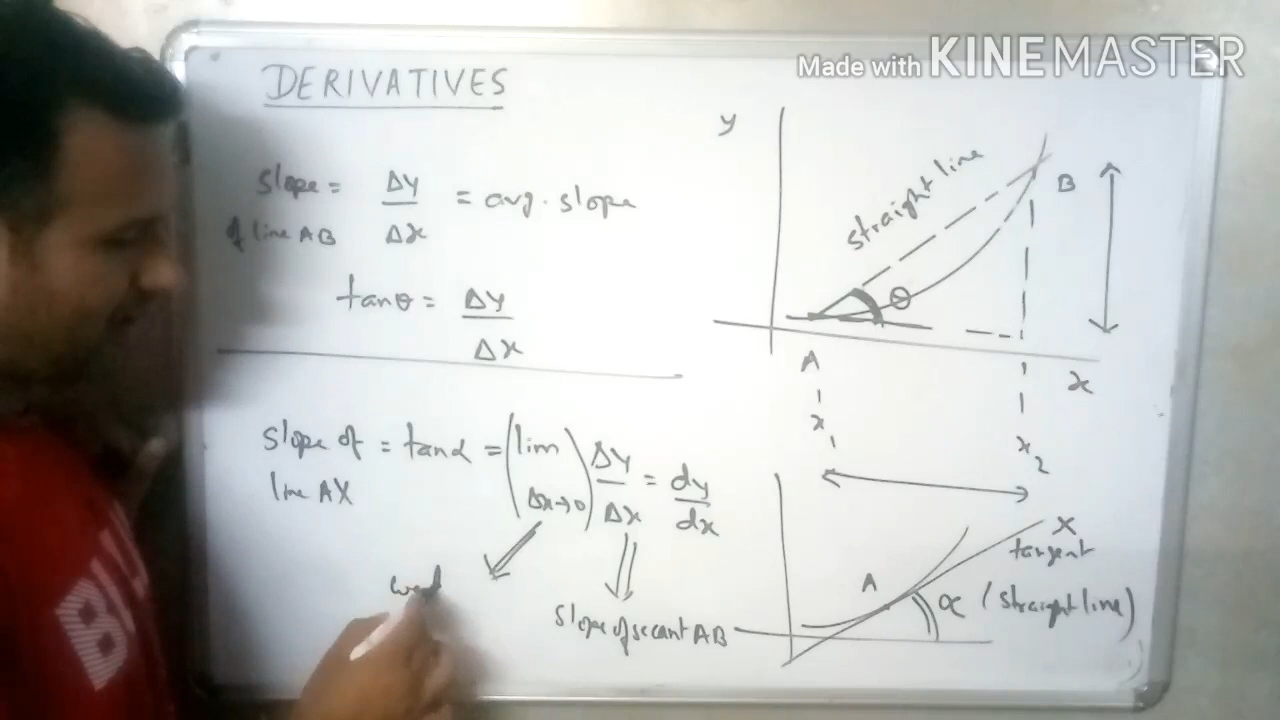 Made with KINEMASTER
DERIVATIVES
slope = Δy/Δx = avg. slope
of line AB
tanθ = Δy/Δx
slope of line AX = tanα = (lim Δx→0) Δy/Δx = dy/dx
slope of secant AB
y
straight line
B
θ
A
x
x₁
x₂
X
tangent
A
α (straight line)